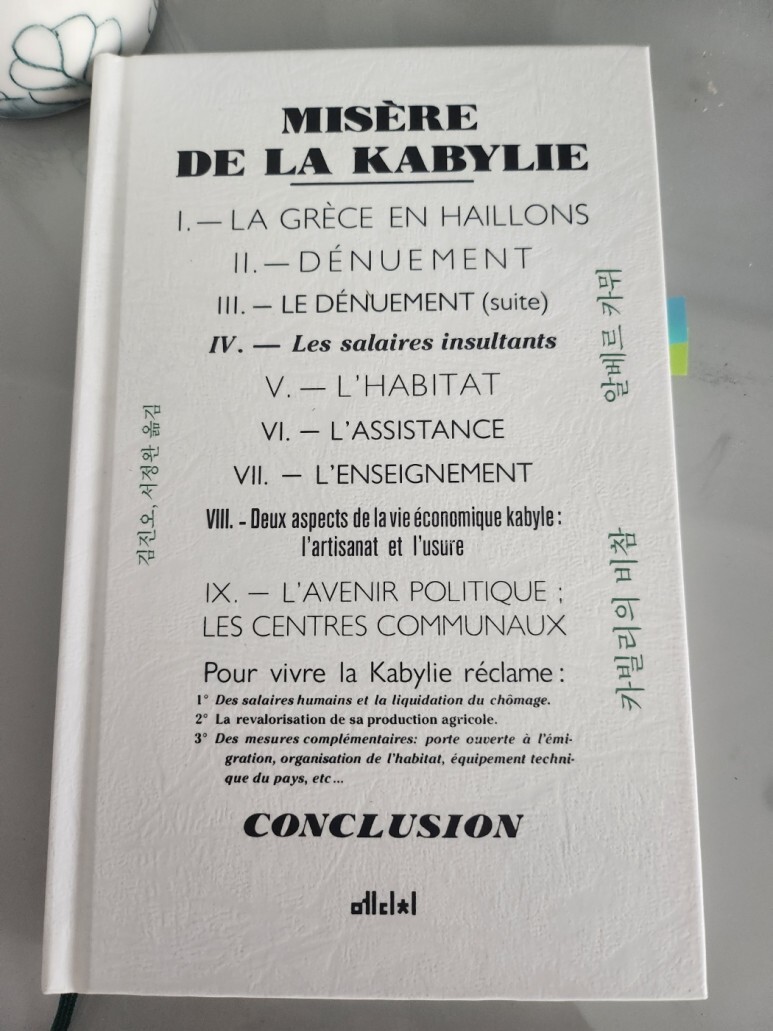 MISÈRE
DE LA KABYLIE
I. — LA GRÈCE EN HAILLONS
II. — DÉNUEMENT
III. — LE DÉNUEMENT (suite)
IV. — Les salaires insultants
V. — L'HABITAT
VI. — L'ASSISTANCE
VII. — L'ENSEIGNEMENT
VIII. - Deux aspects de la vie économique kabyle :
l'artisanat et l'usure
IX. — L'AVENIR POLITIQUE ;
LES CENTRES COMMUNAUX
Pour vivre la Kabylie réclame :
1° Des salaires humains et la liquidation du chômage.
2° La revalorisation de sa production agricole.
3° Des mesures complémentaires: porte ouverte à l'émi-
gration, organisation de l'habitat, équipement techni-
que du pays, etc...
CONCLUSION
알베르 카뮈
카빌리의 비참
김진오, 서정완 옮김